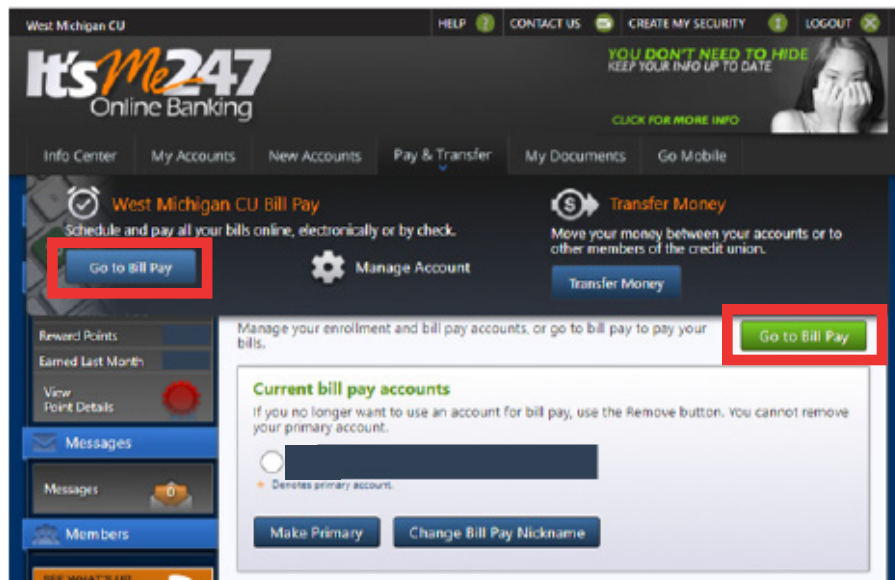 West Michigan CU
HELP ?
CONTACT US
CREATE MY SECURITY
LOGOUT
It's Me 247
Online Banking
YOU DON'T NEED TO HIDE
KEEP YOUR INFO UP TO DATE
CLICK FOR MORE INFO
Info Center
My Accounts
New Accounts
Pay & Transfer
My Documents
Go Mobile
West Michigan CU Bill Pay
Schedule and pay all your bills online, electronically or by check.
Go to Bill Pay
Manage Account
Transfer Money
Move your money between your accounts or to
other members of the credit union.
Transfer Money
Reward Points
Earned Last Month
View
Point Details
Messages
Messages
0
Members
SEE WHAT'S UP
Manage your enrollment and bill pay accounts, or go to bill pay to pay your
bills.
Go to Bill Pay
Current bill pay accounts
If you no longer want to use an account for bill pay, use the Remove button. You cannot remove
your primary account.
* Denotes primary account.
Make Primary
Change Bill Pay Nickname